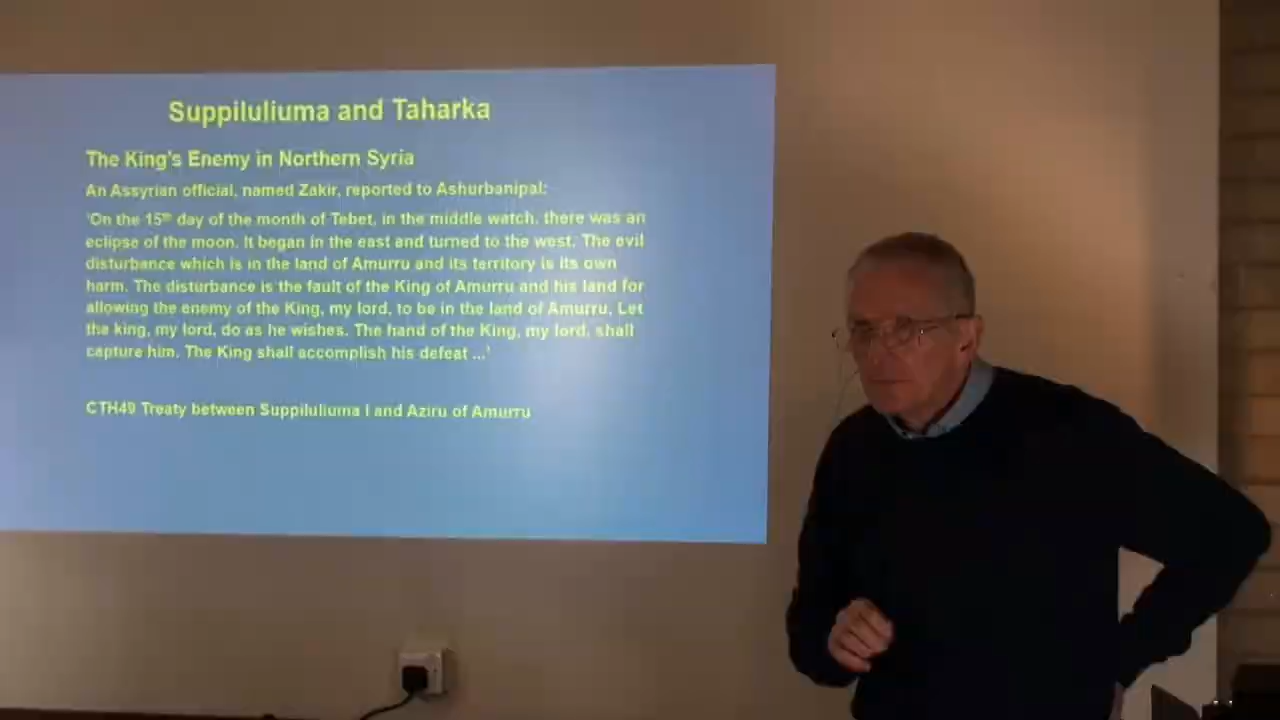 Suppiluliuma and Taharka
The King's Enemy in Northern Syria
An Assyrian official, named Zakir, reported to Ashurbanipal:
'On the 15th day of the month of Tebet, in the middle watch, there was an
eclipse of the moon. It began in the east and turned to the west. The evil
disturbance which is in the land of Amurru and its territory is its own
harm. The disturbance is the fault of the King of Amurru and his land for
allowing the enemy of the King, my lord, to be in the land of Amurru. Let
the king, my lord, do as he wishes. The hand of the King, my lord, shall
capture him. The King shall accomplish his defeat ...'
CTH49 Treaty between Suppiluliuma I and Aziru of Amurru